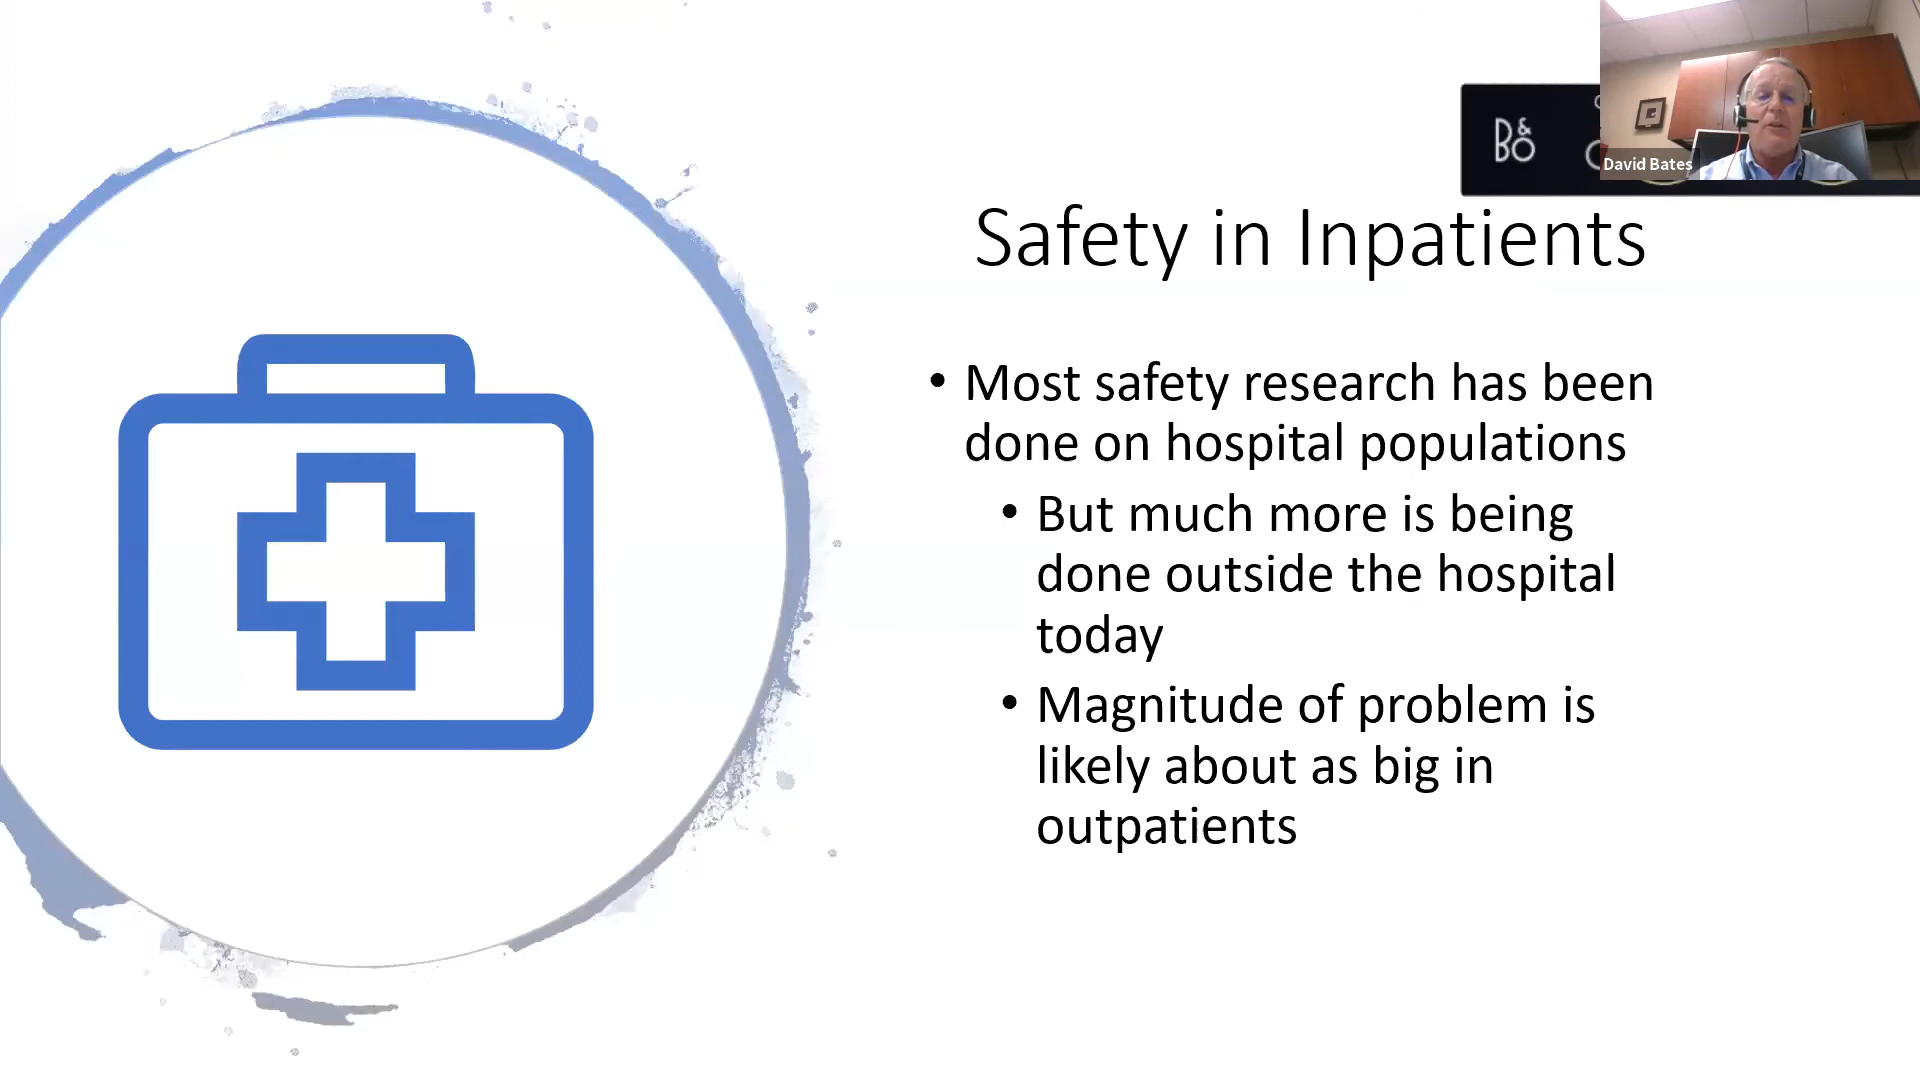 B&O
David Bates
Safety in Inpatients
• Most safety research has been
done on hospital populations
• But much more is being
done outside the hospital
today
• Magnitude of problem is
likely about as big in
outpatients